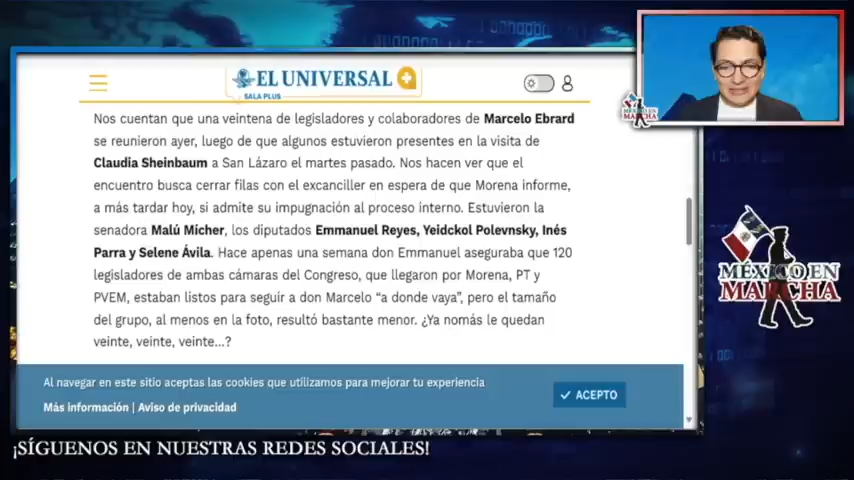 EL UNIVERSAL
SALA PLUS
Nos cuentan que una veintena de legisladores y colaboradores de Marcelo Ebrard
se reunieron ayer, luego de que algunos estuvieron presentes en la visita de
Claudia Sheinbaum a San Lázaro el martes pasado. Nos hacen ver que el
encuentro busca cerrar filas con el excanciller en espera de que Morena informe,
a más tardar hoy, si admite su impugnación al proceso interno. Estuvieron la
senadora Malú Mícher, los diputados Emmanuel Reyes, Yeidckol Polevnsky, Inés
Parra y Selene Ávila. Hace apenas una semana don Emmanuel aseguraba que 120
legisladores de ambas cámaras del Congreso, que llegaron por Morena, PT y
PVEM, estaban listos para seguir a don Marcelo “a donde vaya”, pero el tamaño
del grupo, al menos en la foto, resultó bastante menor. ¿Ya nomás le quedan
veinte, veinte, veinte...?
Al navegar en este sitio aceptas las cookies que utilizamos para mejorar tu experiencia
Más información | Aviso de privacidad
ACEPTO
MÉXICO EN
MARCHA
MÉXICO EN
MARCHA
¡SÍGUENOS EN NUESTRAS REDES SOCIALES!